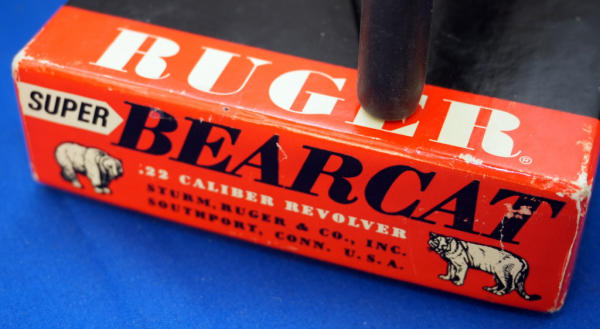 RUGER®
SUPER
BEARCAT
.22 CALIBER REVOLVER
STURM, RUGER & CO., INC.
SOUTHPORT, CONN. U.S.A.